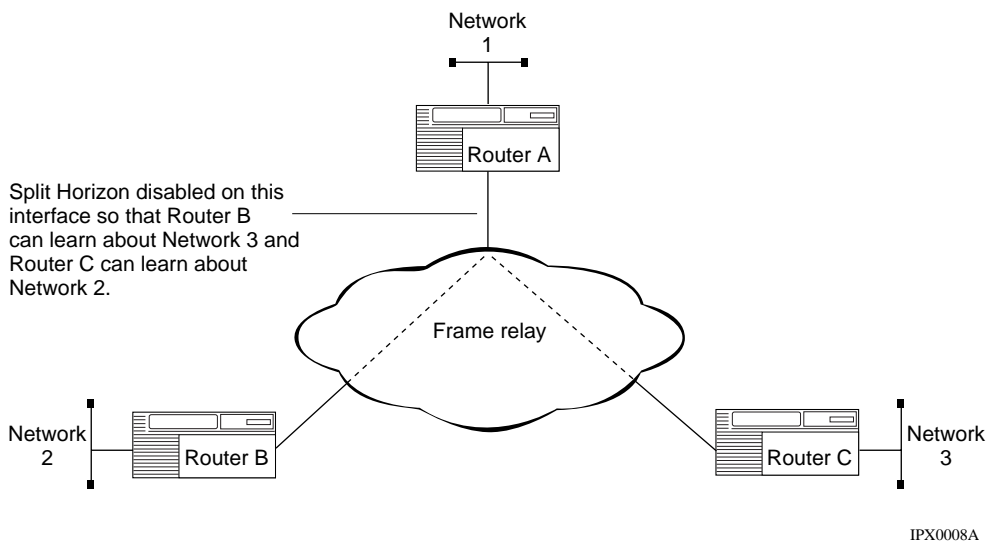 Network
1
Router A
Split Horizon disabled on this
interface so that Router B
can learn about Network 3 and
Router C can learn about
Network 2.
Frame relay
Network
2
Router B
Router C
Network
3
IPX0008A